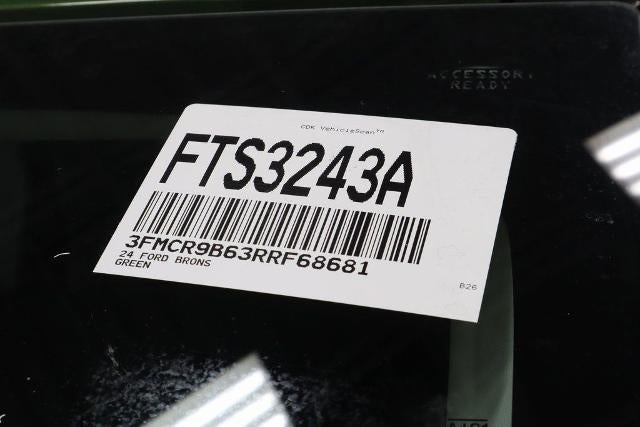 ACCESSORY
READY
CDK VehicleScan™
FTS3243A
3FMCR9B63RRF68681
24 FORD BRONS
GREEN
B26